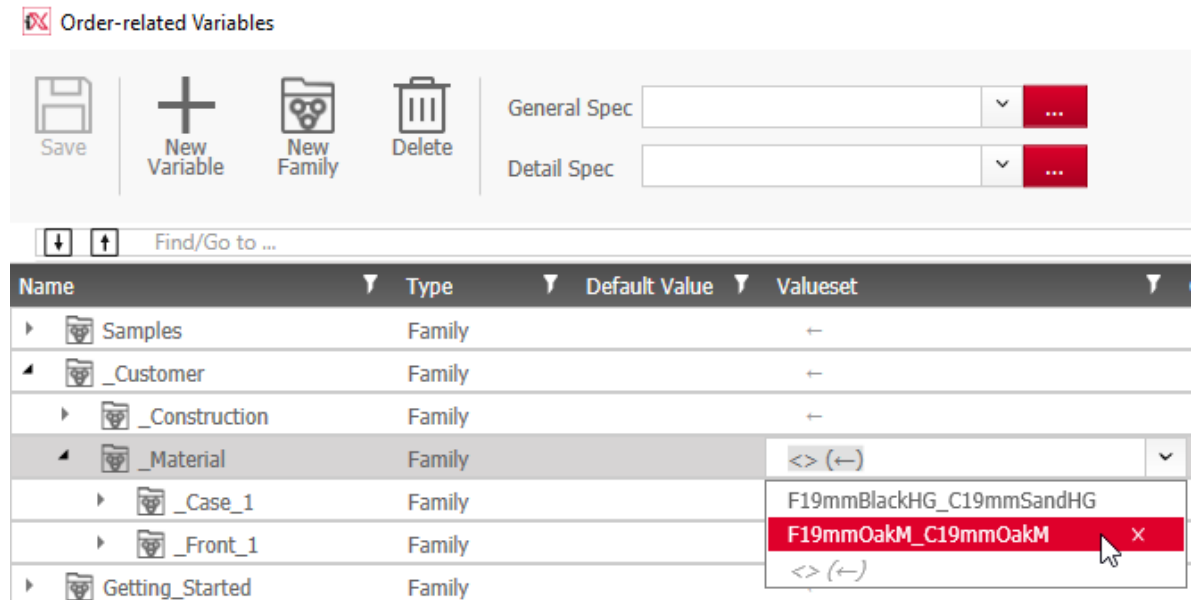 Order-related Variables
Save
New Variable
New Family
Delete
General Spec
...
Detail Spec
...
Find/Go to ...
Name Type Default Value Valueset
Samples Family ←
_Customer Family ←
_Construction Family ←
_Material Family <> (←)
_Case_1 Family
F19mmBlackHG_C19mmSandHG
F19mmOakM_C19mmOakM ×
_Front_1 Family
<> (←)
Getting_Started Family